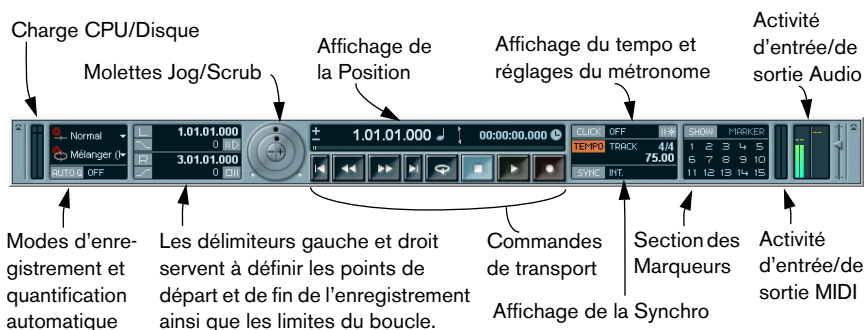 Charge CPU/Disque
Molettes Jog/Scrub
Affichage de
la Position
Affichage du tempo et
réglages du métronome
Activité
d'entrée/de
sortie Audio
Normal
Mélanger (l
AUTO Q OFF
L 1.01.01.000
0
R 3.01.01.000
0
1.01.01.000 00:00:00.000
CLICK OFF
TEMPO TRACK 4/4
75.00
SYNC INT.
SHOW MARKER
1 2 3 4 5
6 7 8 9 10
11 12 13 14 15
Modes d'enre-
gistrement et
quantification
automatique
Les délimiteurs gauche et droit
servent à définir les points de
départ et de fin de l'enregistrement
ainsi que les limites du boucle.
Commandes
de transport
Affichage de la Synchro
Section des
Marqueurs
Activité
d'entrée/de
sortie MIDI